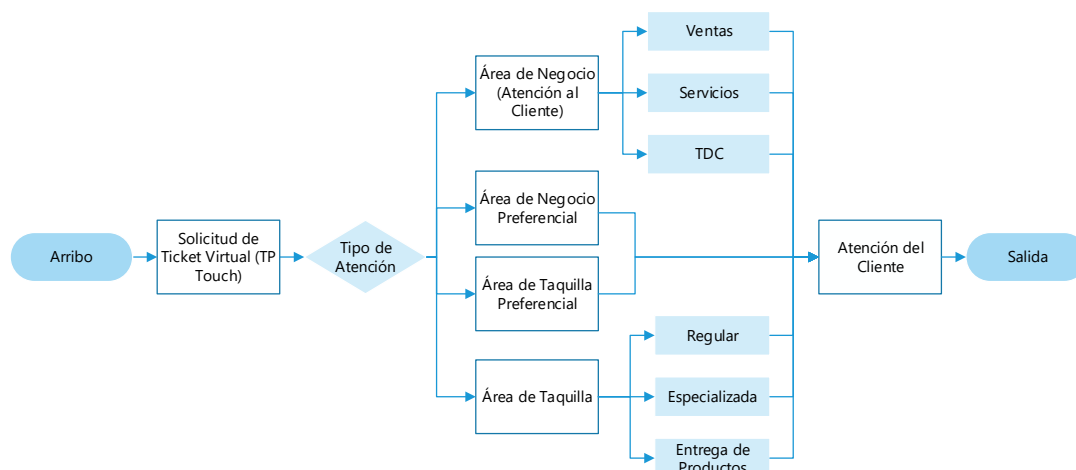 Arribo
Solicitud de
Ticket Virtual (TP
Touch)
Tipo de
Atención
Área de Negocio
(Atención al
Cliente)
Ventas
Servicios
TDC
Área de Negocio
Preferencial
Área de Taquilla
Preferencial
Área de Taquilla
Regular
Especializada
Entrega de
Productos
Atención del
Cliente
Salida